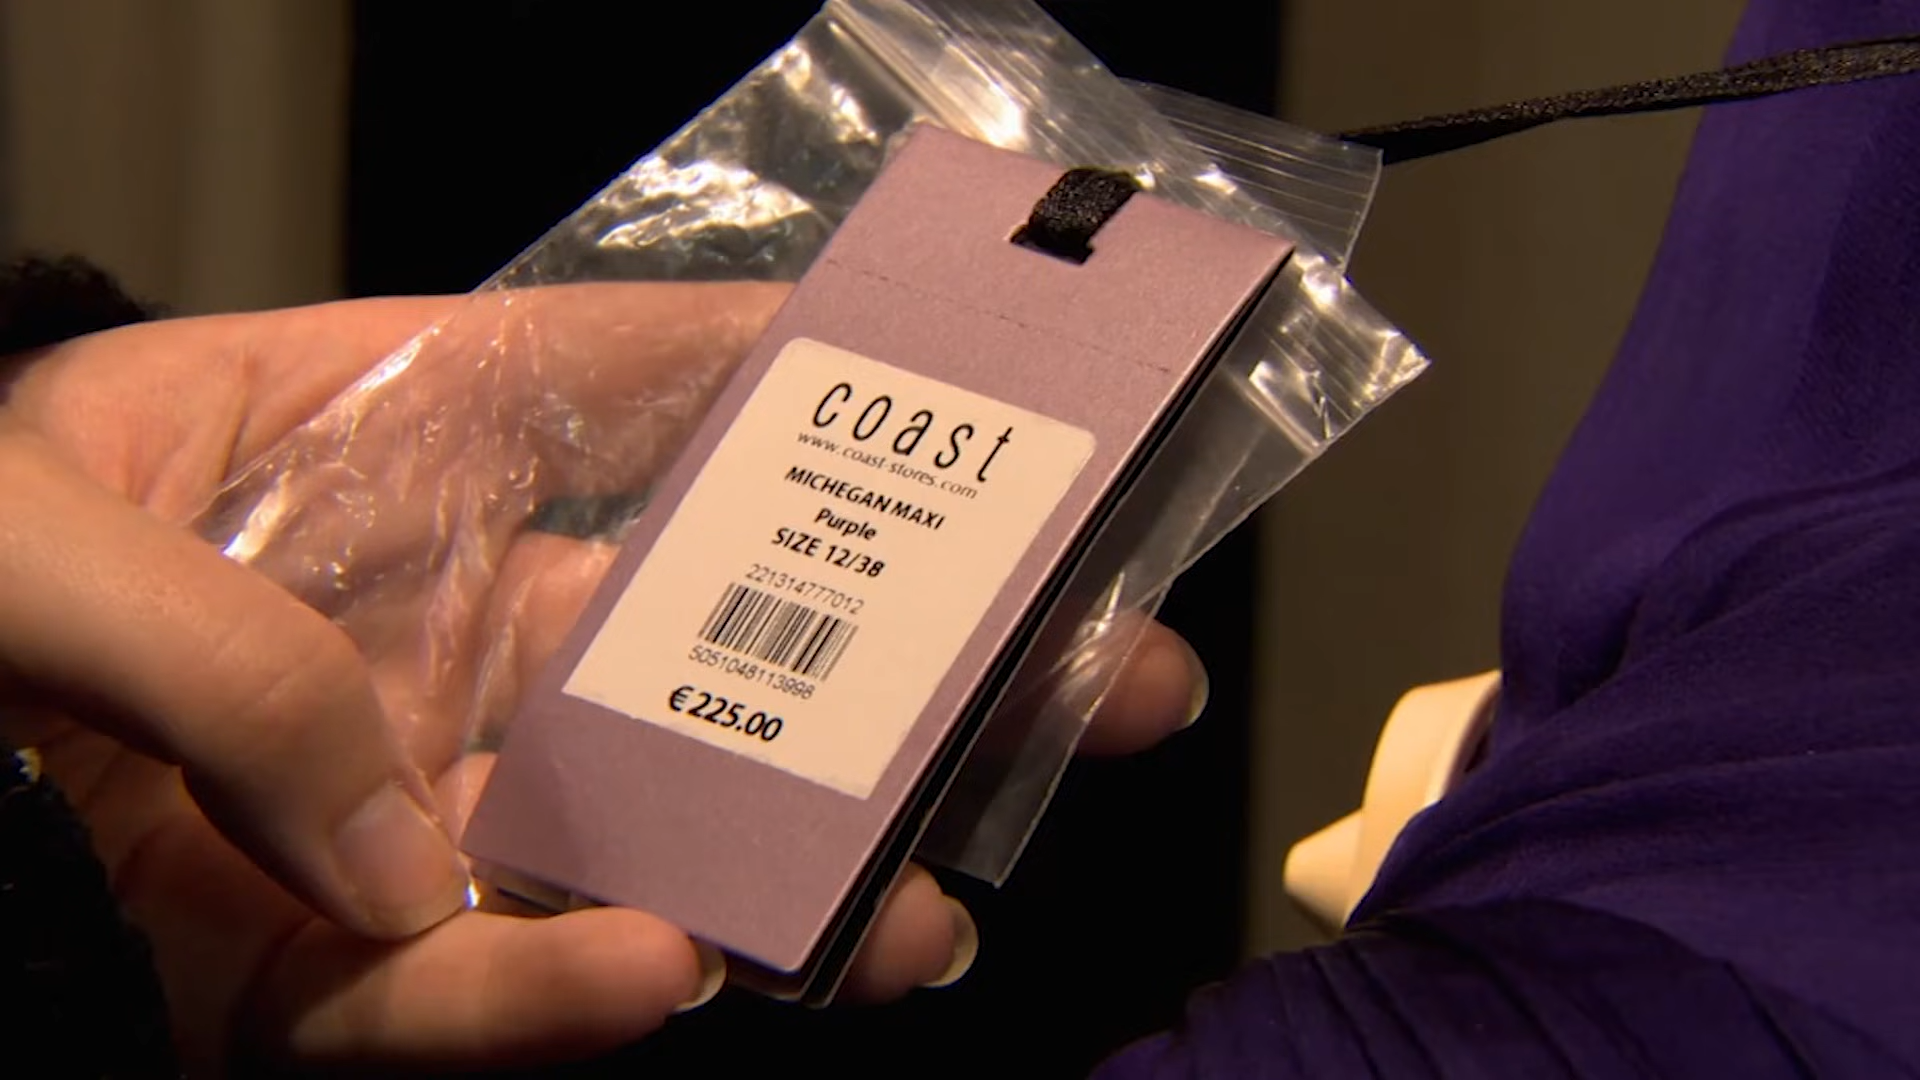 coast
www.coast-stores.com
MICHEGAN MAXI
Purple
SIZE 12/38
221314777012
5051048113998
€225.00